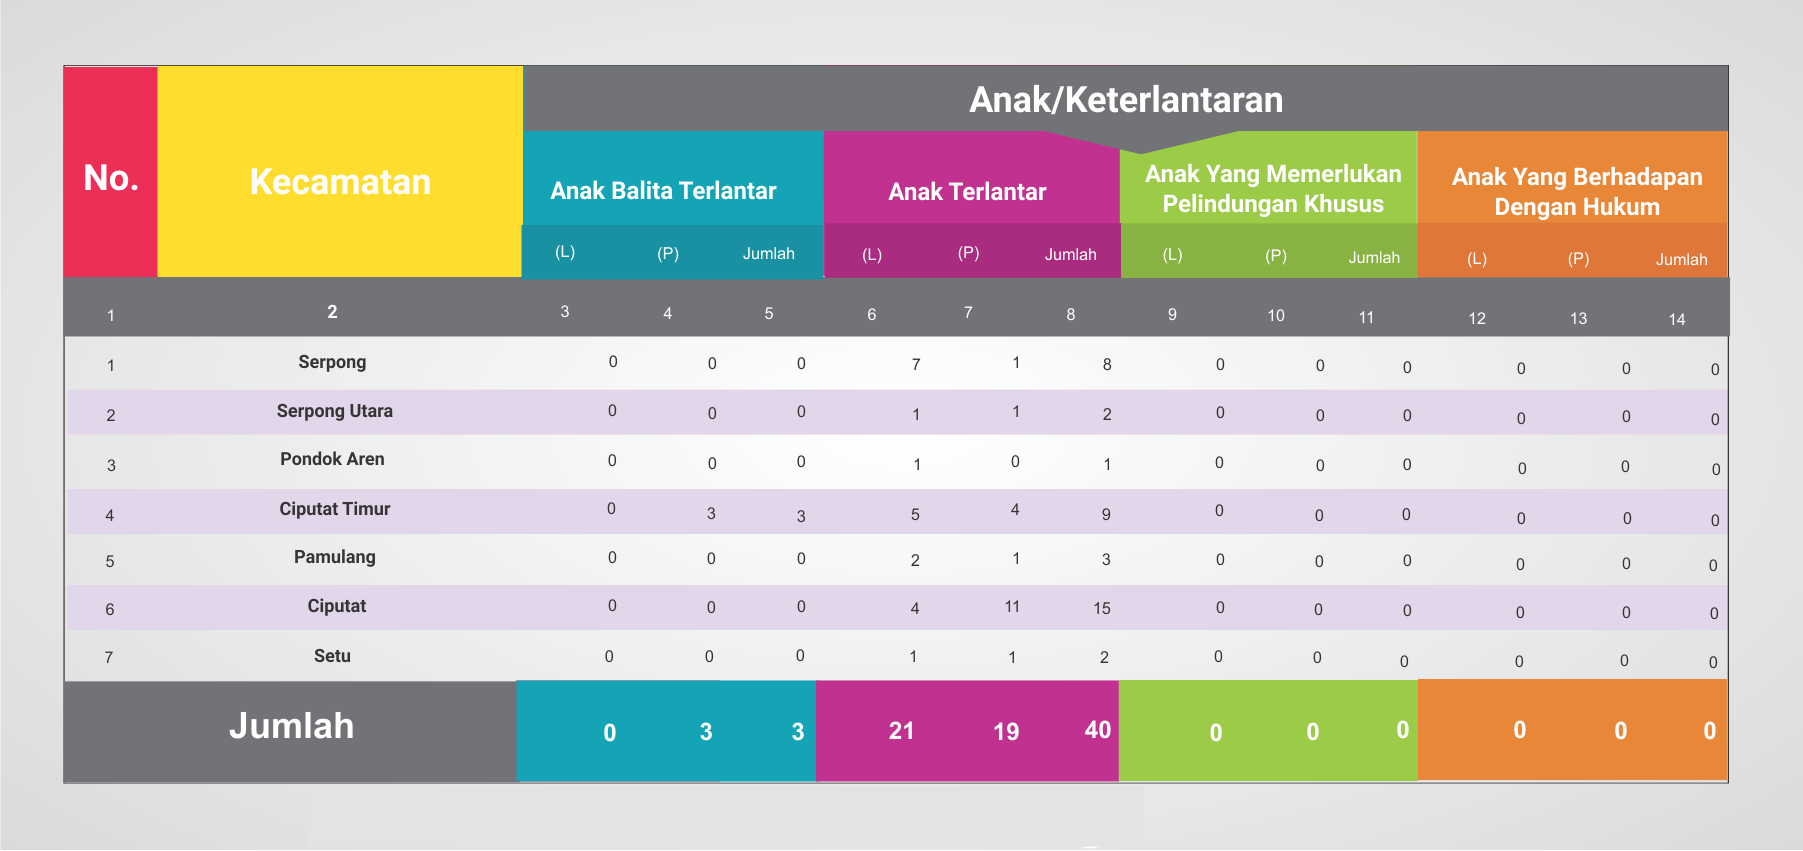 Anak/Keterlantaran
No. Kecamatan Anak Balita Terlantar Anak Terlantar Anak Yang Memerlukan Pelindungan Khusus Anak Yang Berhadapan Dengan Hukum
(L) (P) Jumlah (L) (P) Jumlah (L) (P) Jumlah (L) (P) Jumlah
1 2 3 4 5 6 7 8 9 10 11 12 13 14
1 Serpong 0 0 0 7 1 8 0 0 0 0 0 0
2 Serpong Utara 0 0 0 1 1 2 0 0 0 0 0 0
3 Pondok Aren 0 0 0 1 0 1 0 0 0 0 0 0
4 Ciputat Timur 0 3 3 5 4 9 0 0 0 0 0 0
5 Pamulang 0 0 0 2 1 3 0 0 0 0 0 0
6 Ciputat 0 0 0 4 11 15 0 0 0 0 0 0
7 Setu 0 0 0 1 1 2 0 0 0 0 0 0
Jumlah 0 3 3 21 19 40 0 0 0 0 0 0